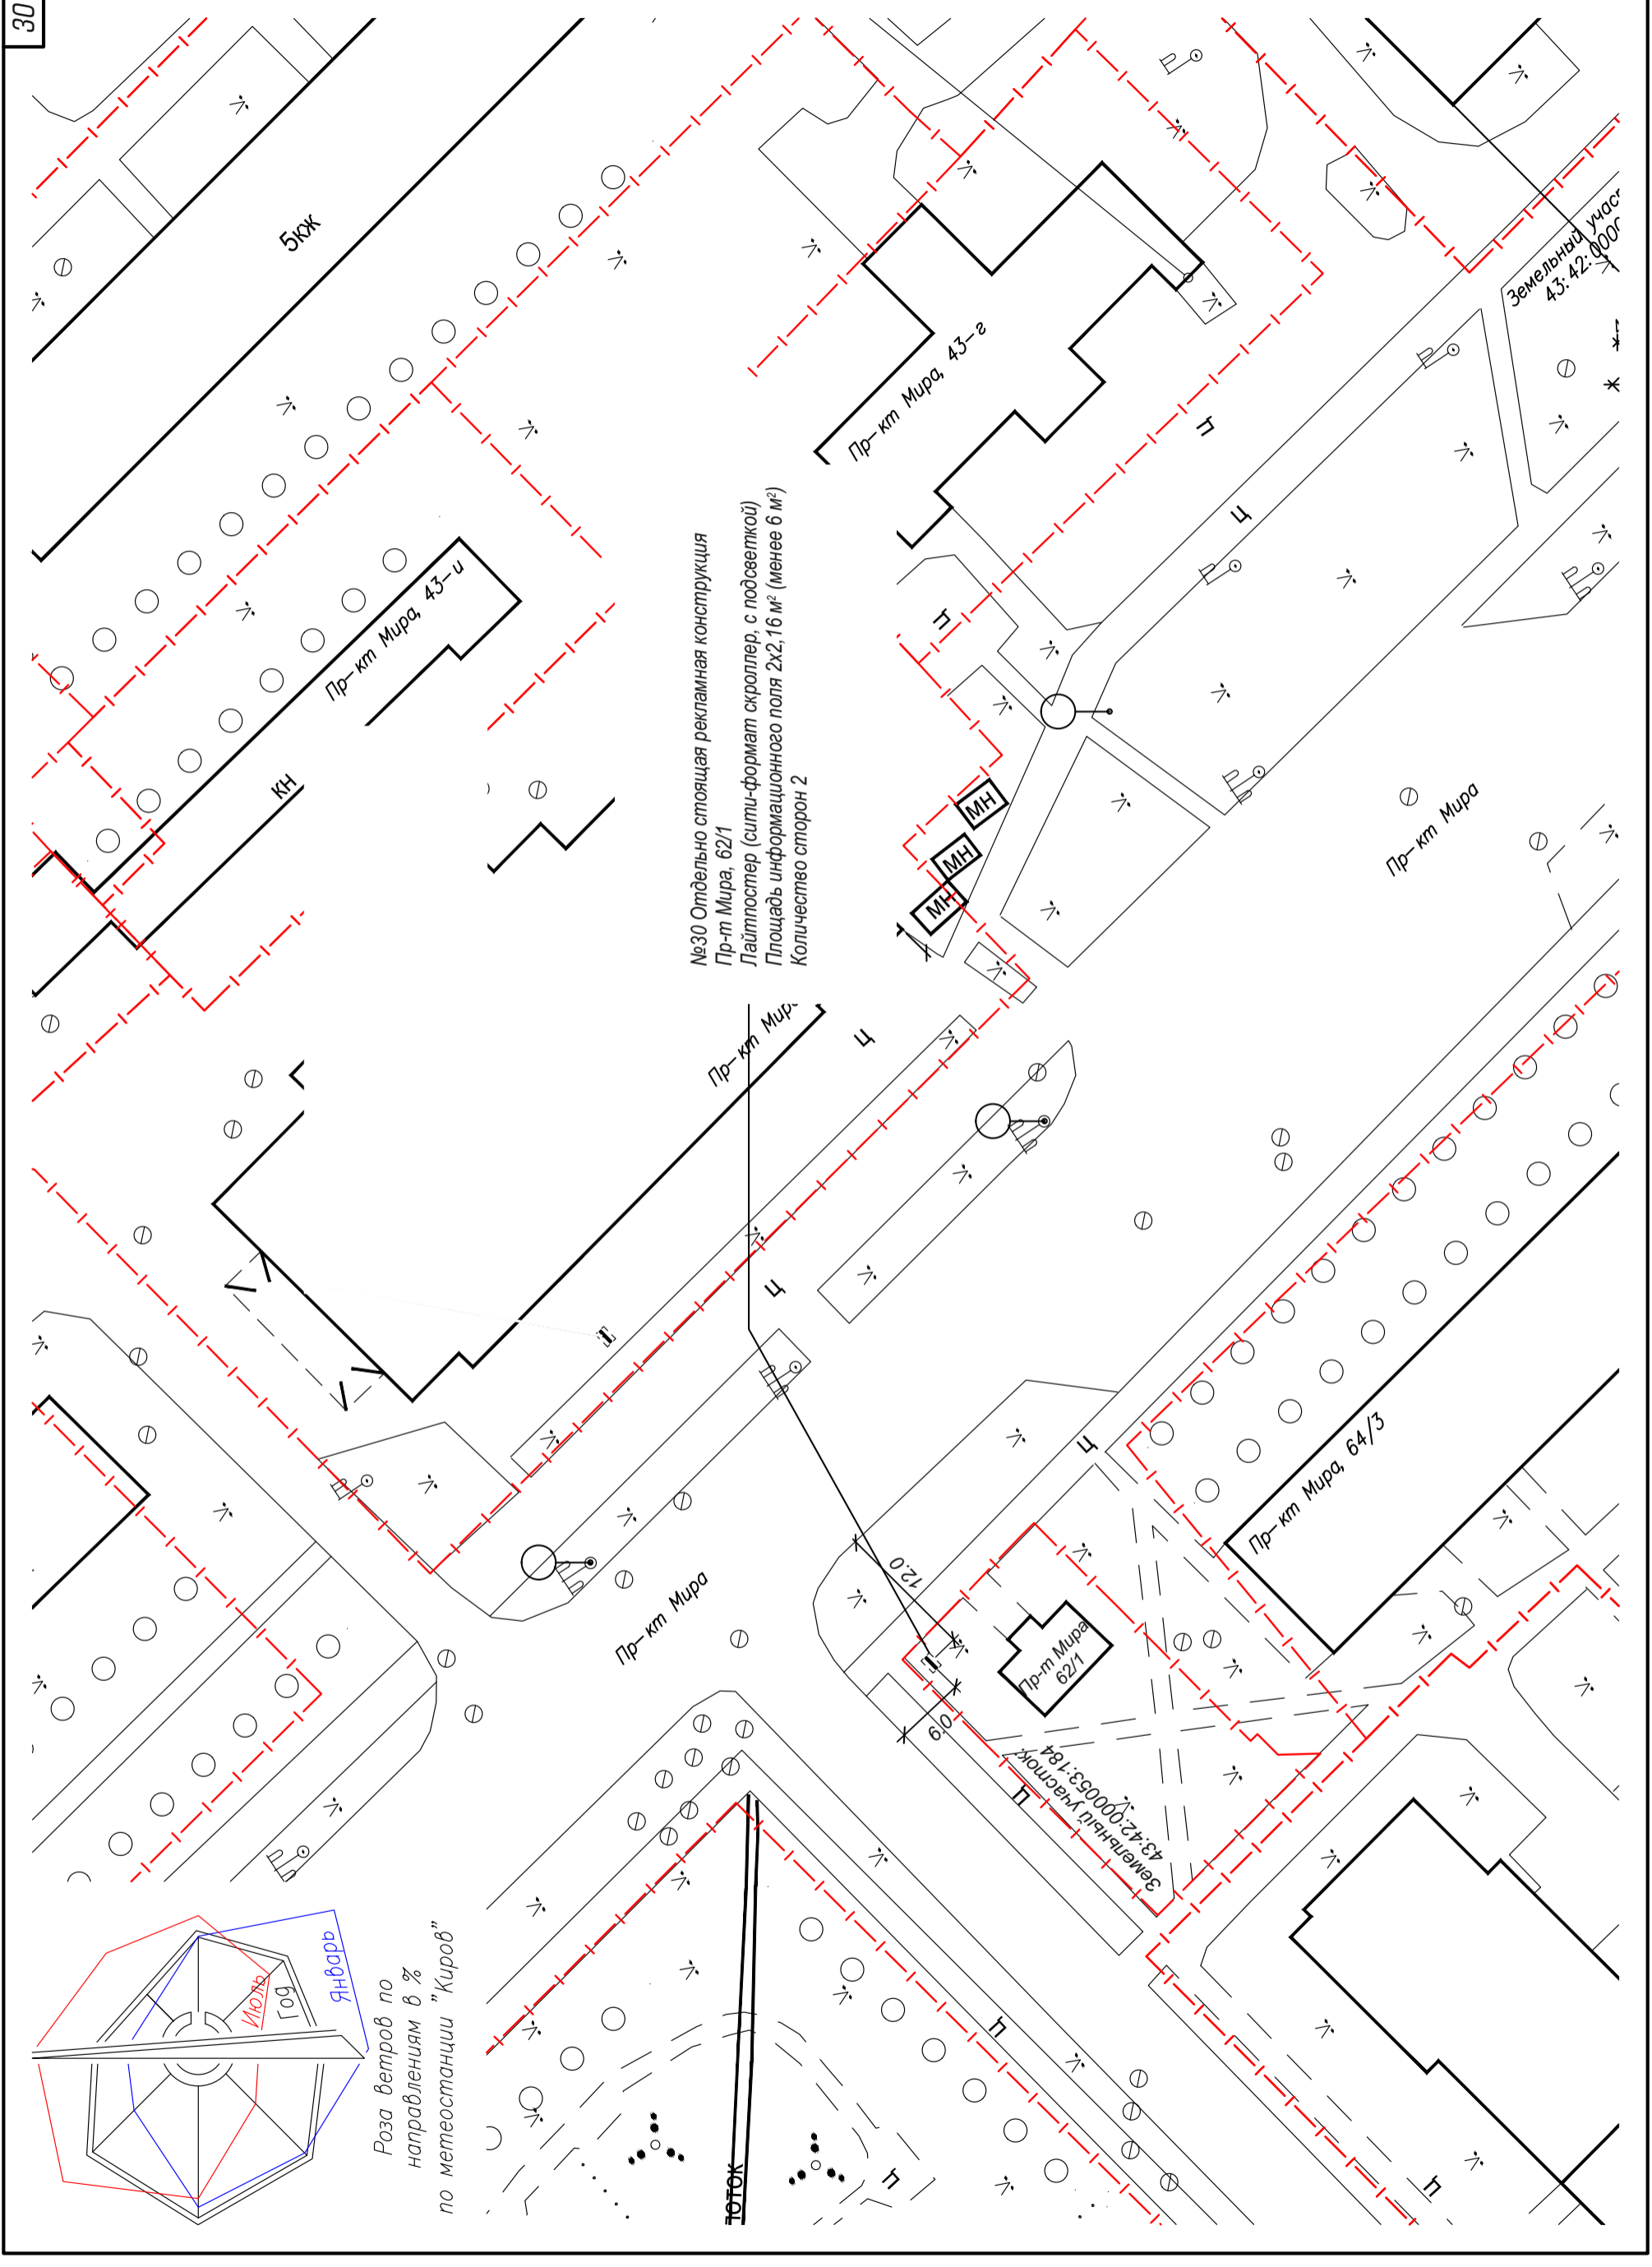 30
5кж
Пр-кт Мира, 43-и
кн
№30 Отдельно стоящая рекламная конструкция
Пр-т Мира, 62/1
Лайтпостер (сити-формат скроллер, с подсветкой)
Площадь информационного поля 2х2,16 м² (менее 6 м²)
Количество сторон 2
Пр-кт Мира, 43-г
Ц
Ц
Ц
Земельный учас
43:42:0000
МН
МН
МН
Пр-кт Мира
Пр-кт Мира
Ц
Ц
Пр-кт Мира
12.0
6.0
Пр-т Мира
62/1
Ц
Пр-кт Мира, 64/3
Земельный участок:
43:42:000053:184
Ц
Ц
Ц
Ц
лоток
Июль
Год
Январь
Роза ветров по
направлениям в %
по метеостанции "Киров"